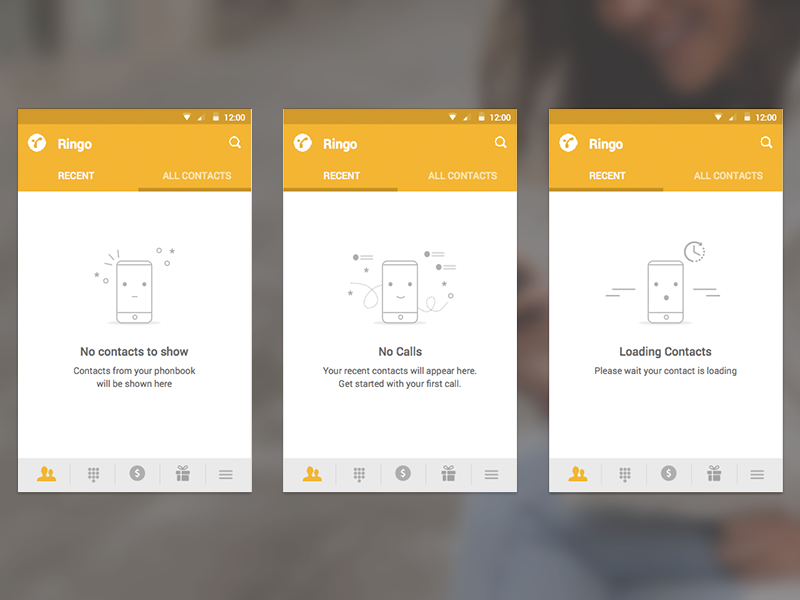 12:00
Ringo
RECENT ALL CONTACTS
No contacts to show
Contacts from your phonbook
will be shown here
12:00
Ringo
RECENT ALL CONTACTS
No Calls
Your recent contacts will appear here.
Get started with your first call.
12:00
Ringo
RECENT ALL CONTACTS
Loading Contacts
Please wait your contact is loading